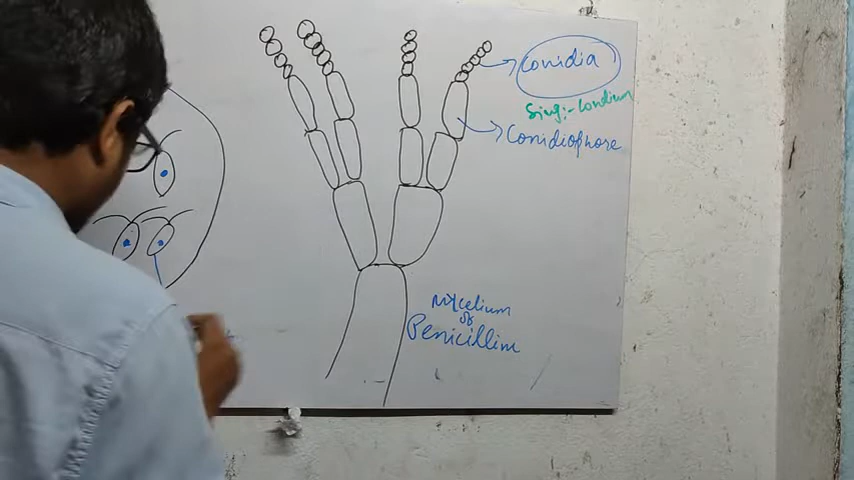 Conidia
Sing:- Conidium
Conidiophore
Mycelium
of
Penicillim